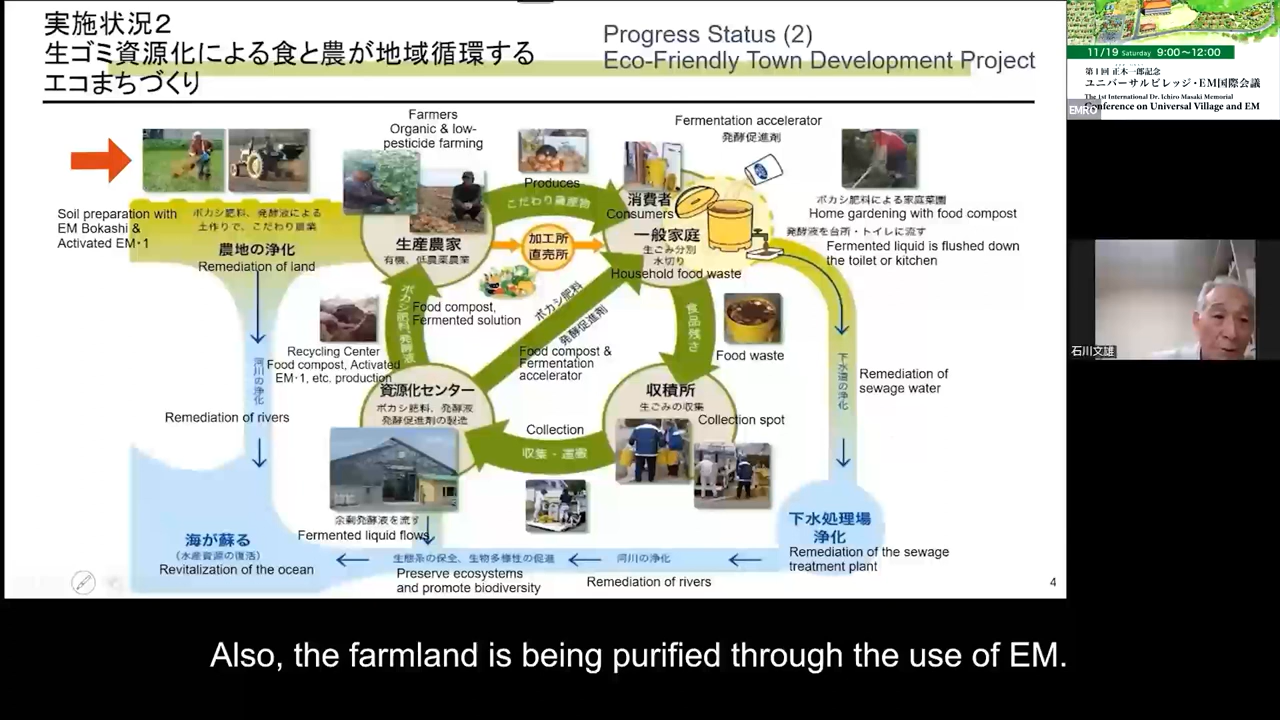 実施状況２
生ゴミ資源化による食と農が地域循環する
エコまちづくり
Progress Status (2)
Eco-Friendly Town Development Project
11/19 Saturday 9:00～12:00
第1回 正木一郎記念
ユニバーサルビレッジ・EM国際会議
The 1st International Dr. Ichiro Masaki Memorial
Conference on Universal Village and EM
EMRO
Farmers
Organic & low-
pesticide farming
Fermentation accelerator
発酵促進剤
Soil preparation with
EM Bokashi &
Activated EM・1
ボカシ肥料、発酵液による
土作りで、こだわり農業
農地の浄化
Remediation of land
生産農家
有機、低農薬農業
Produces
こだわり農産物
加工所
直売所
消費者
Consumers
一般家庭
生ごみ分別
水切り
Household food waste
ボカシ肥料による家庭菜園
Home gardening with food compost
発酵液を台所・トイレに流す
Fermented liquid is flushed down
the toilet or kitchen
ボカシ肥料、発酵液
Food compost,
Fermented solution
ボカシ肥料
発酵促進剤
Food compost &
Fermentation
accelerator
食品残さ
Food waste
Recycling Center
Food compost, Activated
EM・1, etc. production
河川の浄化
Remediation of rivers
資源化センター
ボカシ肥料、発酵液
発酵促進剤の製造
収積所
生ごみの収集
Collection spot
Collection
収集・運搬
下水道の浄化
Remediation of
sewage water
余剰発酵液を流す
Fermented liquid flows
海が蘇る
(水産資源の復活)
Revitalization of the ocean
生態系の保全、生物多様性の促進
Preserve ecosystems
and promote biodiversity
河川の浄化
Remediation of rivers
下水処理場
浄化
Remediation of the sewage
treatment plant
4
石川文雄
Also, the farmland is being purified through the use of EM.